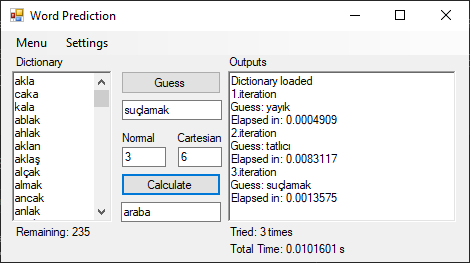 Word Prediction
Menu Settings
Dictionary
akla
caka
kala
ablak
ahlak
aklan
aklaş
alçak
almak
ancak
anlak
Remaining: 235
Guess
suçlamak
Normal Cartesian
3 6
Calculate
araba
Outputs
Dictionary loaded
1.iteration
Guess: yayık
Elapsed in: 0.0004909
2.iteration
Guess: tatlıcı
Elapsed in: 0.0083117
3.iteration
Guess: suçlamak
Elapsed in: 0.0013575
Tried: 3 times
Total Time: 0.0101601 s